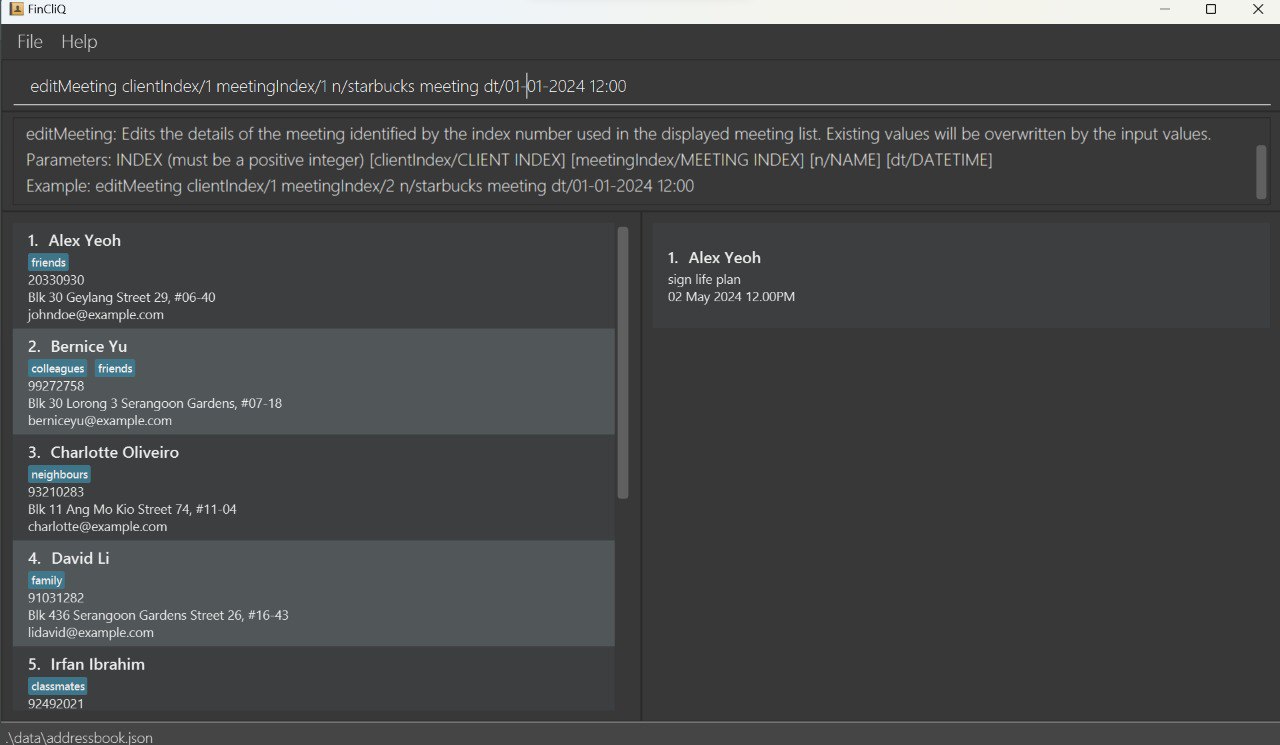 FinCliQ
File Help
editMeeting clientIndex/1 meetingIndex/1 n/starbucks meeting dt/01-01-2024 12:00
editMeeting: Edits the details of the meeting identified by the index number used in the displayed meeting list. Existing values will be overwritten by the input values.
Parameters: INDEX (must be a positive integer) [clientIndex/CLIENT INDEX] [meetingIndex/MEETING INDEX] [n/NAME] [dt/DATETIME]
Example: editMeeting clientIndex/1 meetingIndex/2 n/starbucks meeting dt/01-01-2024 12:00
1. Alex Yeoh
friends
20330930
Blk 30 Geylang Street 29, #06-40
johndoe@example.com
2. Bernice Yu
colleagues friends
99272758
Blk 30 Lorong 3 Serangoon Gardens, #07-18
berniceyu@example.com
3. Charlotte Oliveiro
neighbours
93210283
Blk 11 Ang Mo Kio Street 74, #11-04
charlotte@example.com
4. David Li
family
91031282
Blk 436 Serangoon Gardens Street 26, #16-43
lidavid@example.com
5. Irfan Ibrahim
classmates
92492021
1. Alex Yeoh
sign life plan
02 May 2024 12.00PM
.\data\addressbook.json